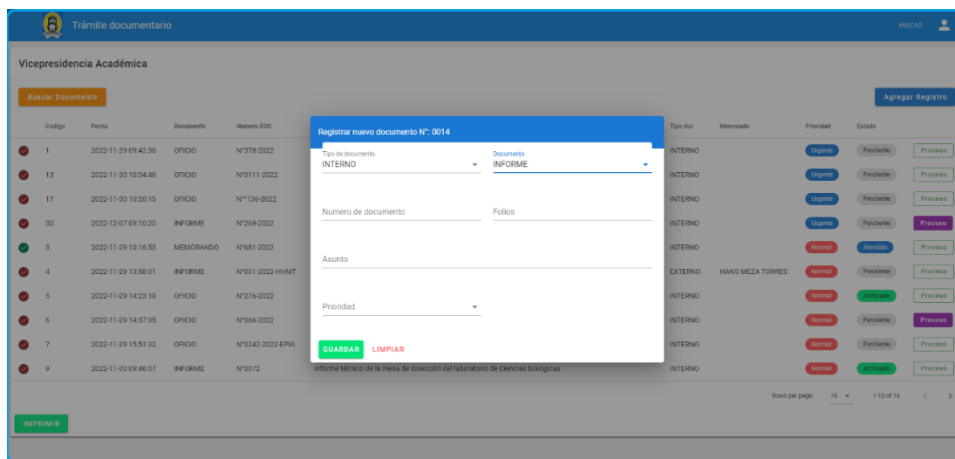 Trámite documentario INICIO
Vicepresidencia Académica
Buscar Documento Agregar Registro
Codigo Fecha Documento Numero DOC Tipo doc Interesado Prioridad Estado
1 2022-11-29 09:42:36 OFICIO N°378-2022 INTERNO Urgente Pendiente Proceso
13 2022-11-30 10:04:46 OFICIO N°0111-2022 INTERNO Urgente Pendiente Proceso
17 2022-11-30 10:20:15 OFICIO N°°136-2022 INTERNO Urgente Pendiente Proceso
30 2022-12-07 09:10:20 INFORME N°269-2022 INTERNO Urgente Pendiente Proceso
3 2022-11-29 10:16:53 MEMORANDO N°681-2022 INTERNO Normal Atendido Proceso
4 2022-11-29 13:58:01 INFORME N°031-2022-HHMT EXTERNO HANS MEZA TORRES Normal Pendiente Proceso
5 2022-11-29 14:23:19 OFICIO N°276-2022 INTERNO Normal Archivado Proceso
6 2022-11-29 14:37:05 OFICIO N°066-2022 INTERNO Normal Pendiente Proceso
7 2022-11-29 15:51:32 OFICIO N°0242-2022-EPIA INTERNO Normal Pendiente Proceso
9 2022-11-30 09:46:07 INFORME N°0372 Informe técnico de la mesa de disección del laboratorio de Ciencias biológicas INTERNO Normal Archivado Proceso
Registrar nuevo documento N°: 0014
Tipo de documento Documento
INTERNO INFORME
Numero de documento Folios
Asunto
Prioridad
GUARDAR LIMPIAR
Rows per page: 10 1-10 of 16
IMPRIMIR